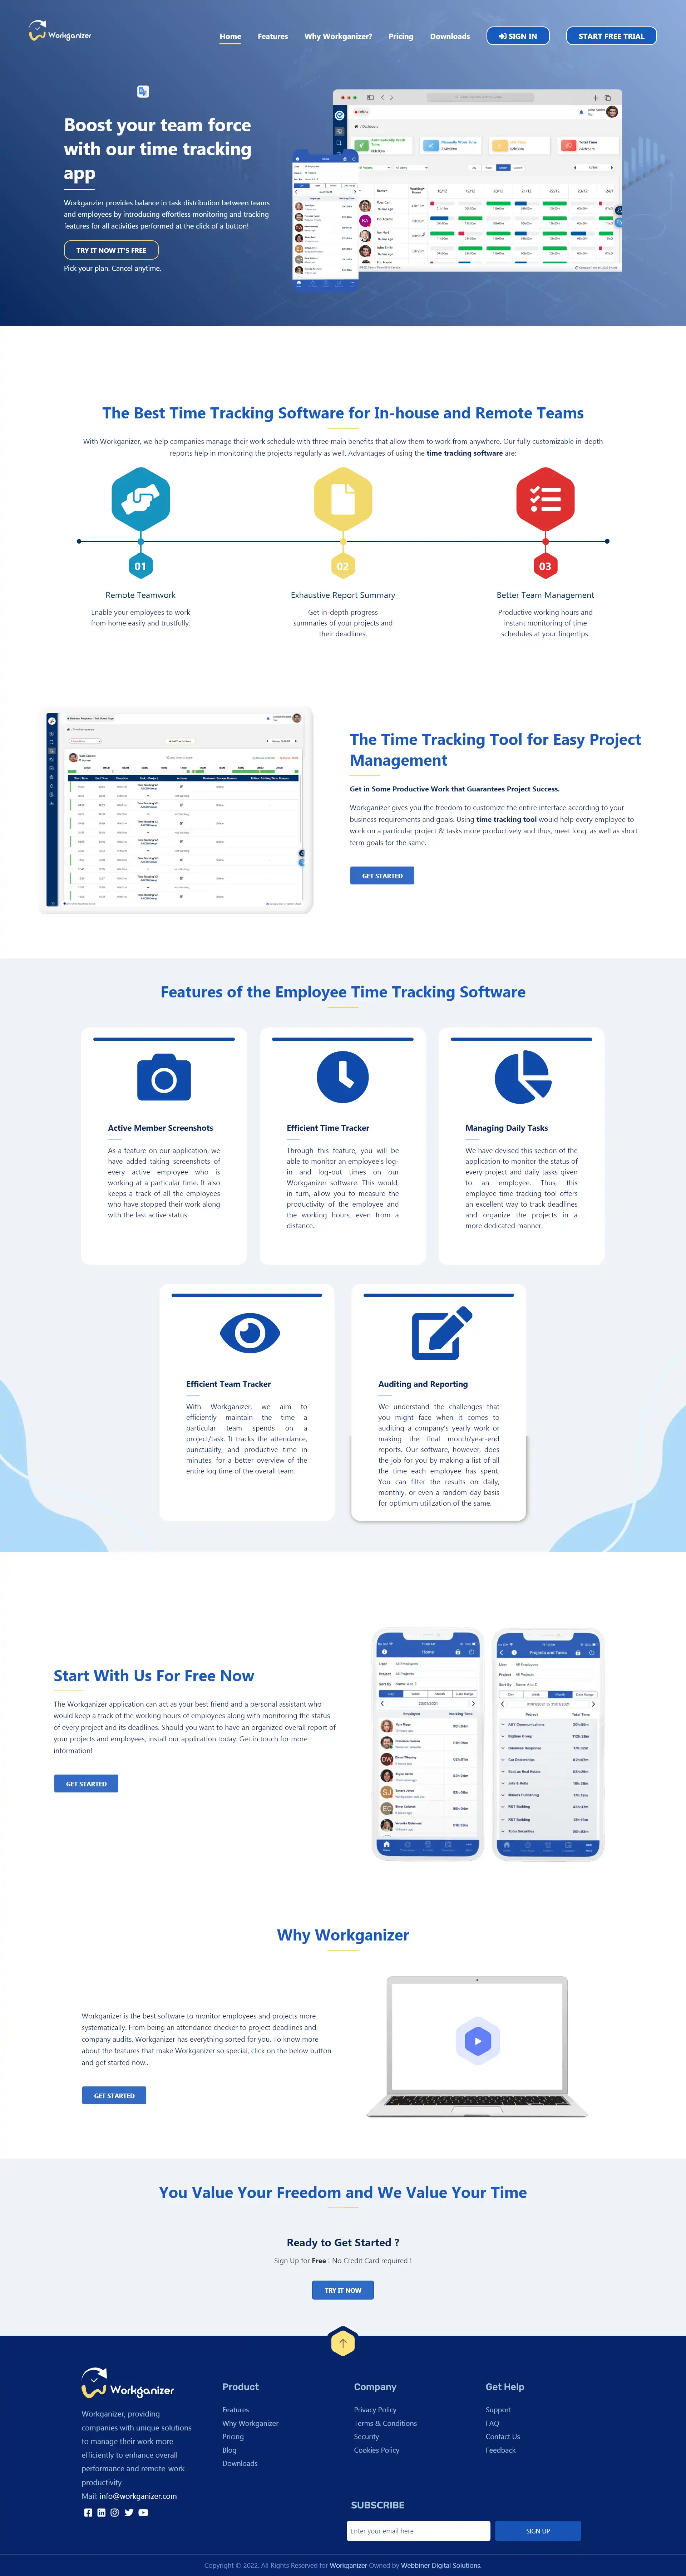 Workganizer
Home
Features
Why Workganizer?
Pricing
Downloads
SIGN IN
START FREE TRIAL
Boost your team force
with our time tracking
app
Workganzier provides balance in task distribution between teams
and employees by introducing effortless monitoring and tracking
features for all activities performed at the click of a button!
TRY IT NOW IT'S FREE
Pick your plan. Cancel anytime.
The Best Time Tracking Software for In-house and Remote Teams
With Workganizer, we help companies manage their work schedule with three main benefits that allow them to work from anywhere. Our fully customizable in-depth
reports help in monitoring the projects regularly as well. Advantages of using the time tracking software are:
01
02
03
Remote Teamwork
Exhaustive Report Summary
Better Team Management
Enable your employees to work
from home easily and trustfully.
Get in-depth progress
summaries of your projects and
their deadlines.
Productive working hours and
instant monitoring of time
schedules at your fingertips.
The Time Tracking Tool for Easy Project
Management
Get in Some Productive Work that Guarantees Project Success.
Workganizer gives you the freedom to customize the entire interface according to your
business requirements and goals. Using time tracking tool would help every employee to
work on a particular project & tasks more productively and thus, meet long, as well as short
term goals for the same.
GET STARTED
Features of the Employee Time Tracking Software
Active Member Screenshots
As a feature on our application, we
have added taking screenshots of
every active employee who is
working at a particular time. It also
keeps a track of all the employees
who have stopped their work along
with the last active status.
Efficient Time Tracker
Through this feature, you will be
able to monitor an employee's log-
in and log-out times on our
Workganizer software. This would,
in turn, allow you to measure the
productivity of the employee and
the working hours, even from a
distance.
Managing Daily Tasks
We have devised this section of the
application to monitor the status of
every project and daily tasks given
to an employee. Thus, this
employee time tracking tool offers
an excellent way to track deadlines
and organize the projects in a
more dedicated manner.
Efficient Team Tracker
With Workganizer, we aim to
efficiently maintain the time a
particular team spends on a
project/task. It tracks the attendance,
punctuality, and productive time in
minutes, for a better overview of the
entire log time of the overall team.
Auditing and Reporting
We understand the challenges that
you might face when it comes to
auditing a company's yearly work or
making the final month/year-end
reports. Our software, however, does
the job for you by making a list of all
the time each employee has spent.
You can filter the results on daily,
monthly, or even a random day basis
for optimum utilization of the same.
Start With Us For Free Now
The Workganizer application can act as your best friend and a personal assistant who
would keep a track of the working hours of employees along with monitoring the status
of every project and its deadlines. Should you want to have an organized overall report of
your projects and employees, install our application today. Get in touch for more
information!
GET STARTED
Home
Projects and Tasks
Why Workganizer
Workganizer is the best software to monitor employees and projects more
systematically. From being an attendance checker to project deadlines and
company audits, Workganizer has everything sorted for you. To know more
about the features that make Workganizer so special, click on the below button
and get started now..
GET STARTED
You Value Your Freedom and We Value Your Time
Ready to Get Started ?
Sign Up for Free ! No Credit Card required !
TRY IT NOW
Workganizer
Workganizer, providing
companies with unique solutions
to manage their work more
efficiently to enhance overall
performance and remote-work
productivity
Mail: info@workganizer.com
Product
Features
Why Workganizer
Pricing
Blog
Downloads
Company
Privacy Policy
Terms & Conditions
Security
Cookies Policy
Get Help
Support
FAQ
Contact Us
Feedback
SUBSCRIBE
Enter your email here
SIGN UP
Copyright © 2022. All Rights Reserved for Workganizer Owned by Webbiner Digital Solutions.